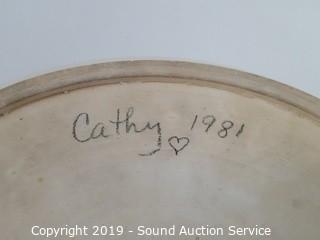 Cathy ♡ 1981
Copyright 2019 - Sound Auction Service